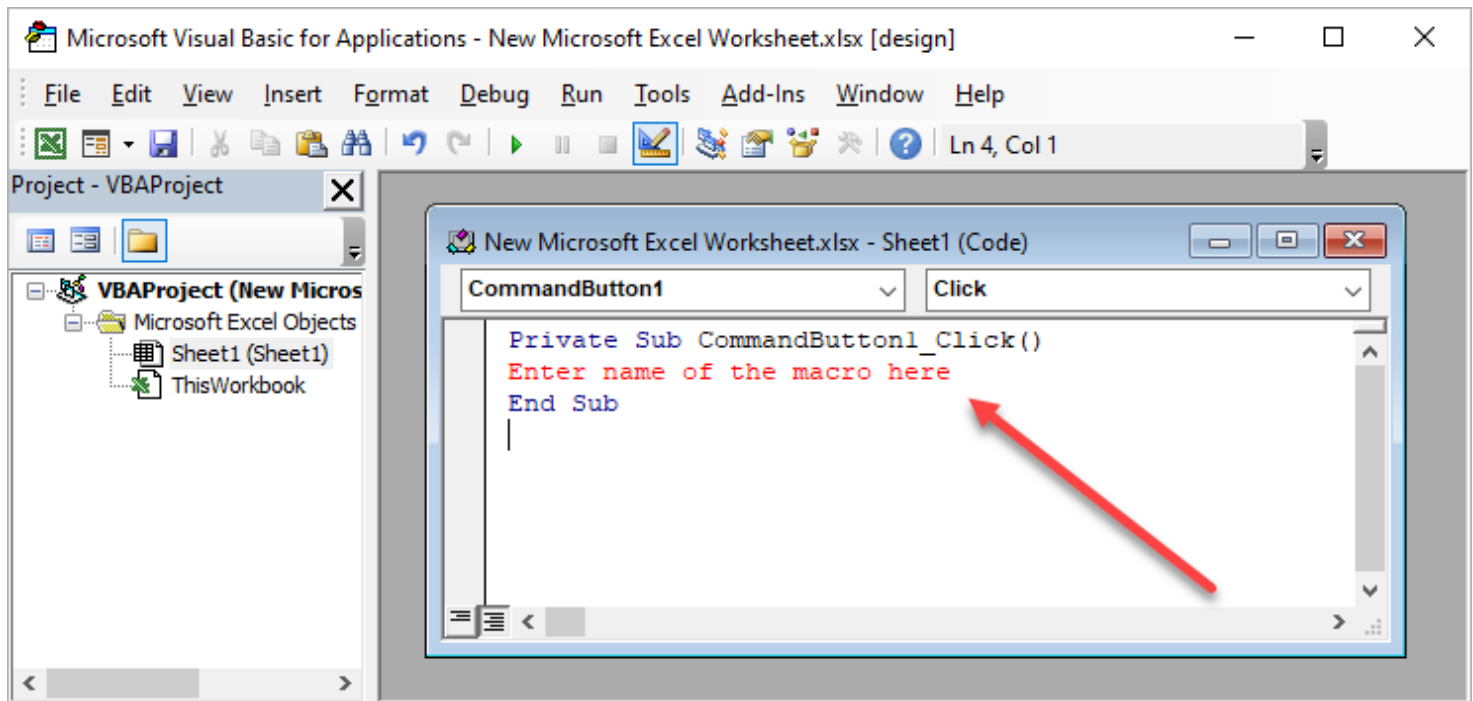 Microsoft Visual Basic for Applications - New Microsoft Excel Worksheet.xlsx [design]
File Edit View Insert Format Debug Run Tools Add-Ins Window Help
Ln 4, Col 1
Project - VBAProject
VBAProject (New Micros
Microsoft Excel Objects
Sheet1 (Sheet1)
ThisWorkbook
New Microsoft Excel Worksheet.xlsx - Sheet1 (Code)
CommandButton1 Click
Private Sub CommandButton1_Click()
Enter name of the macro here
End Sub